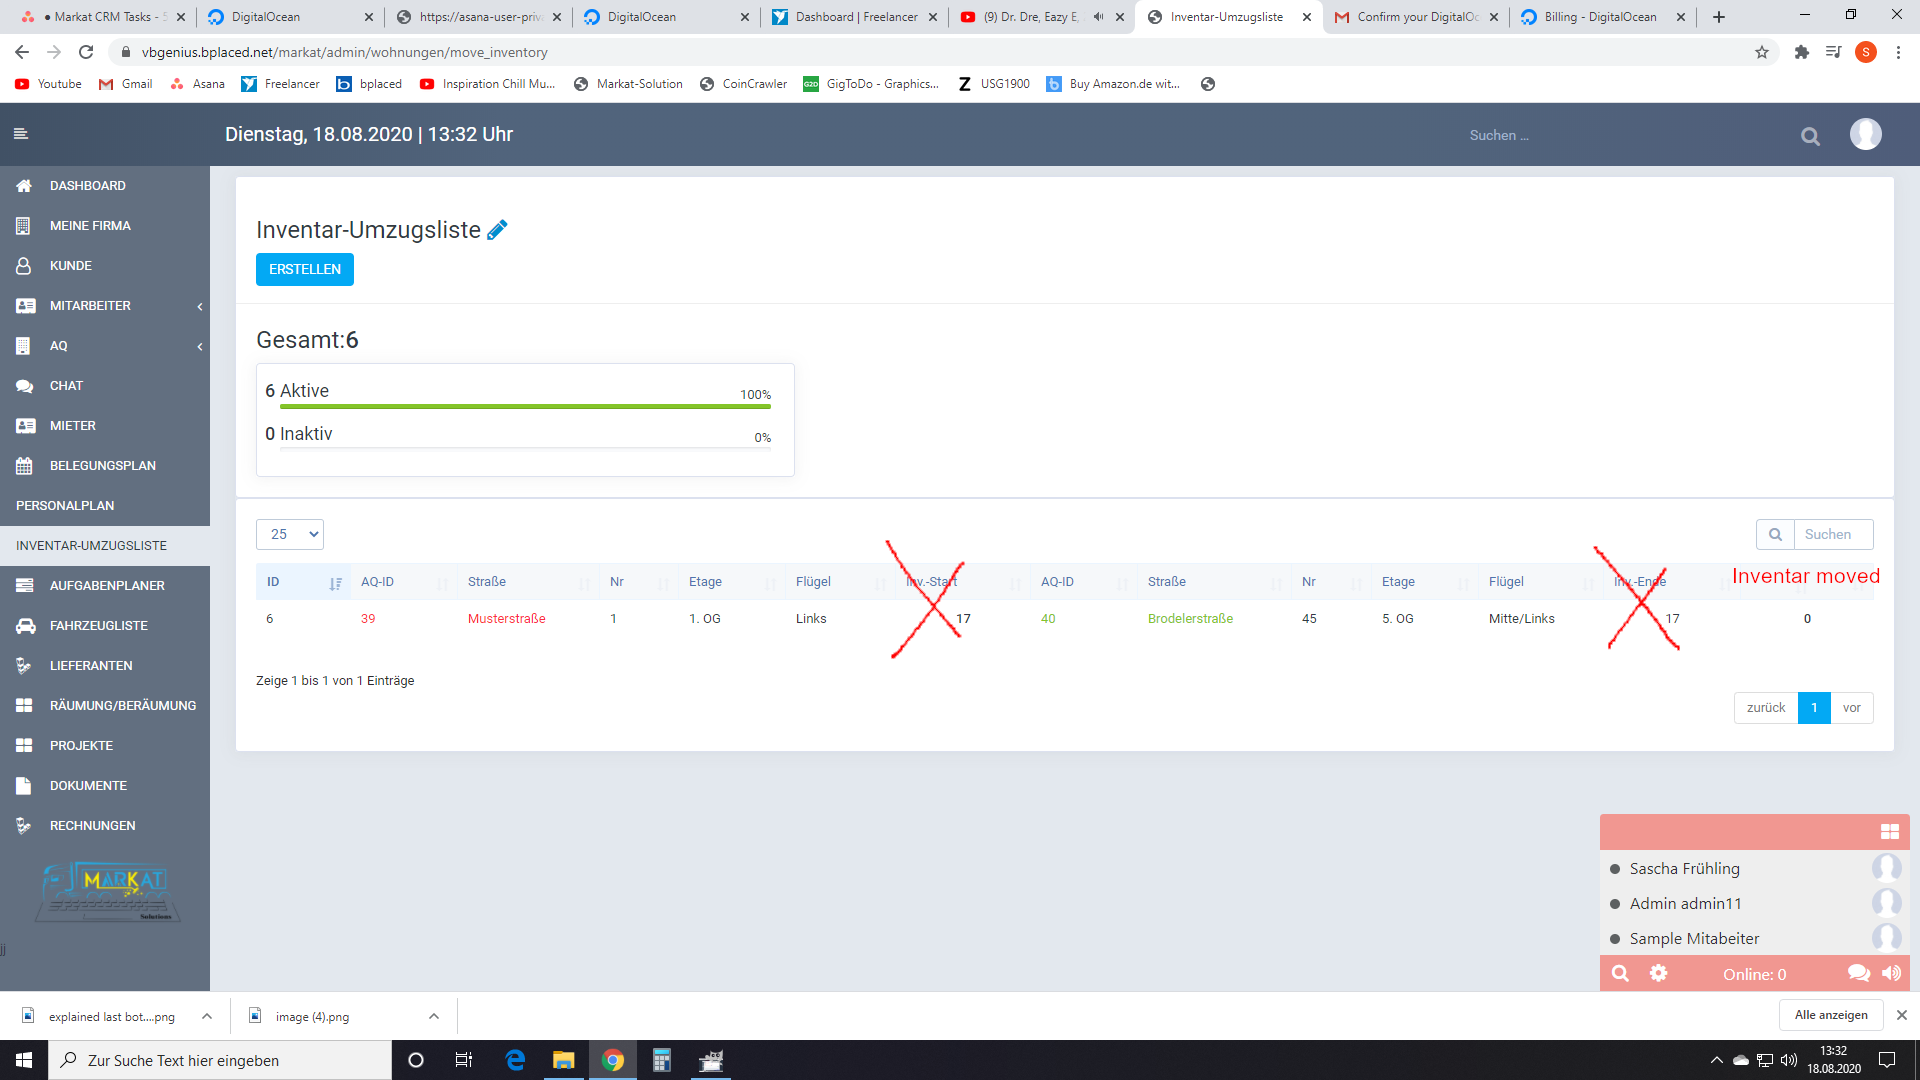 Markat CRM Tasks - S
DigitalOcean
https://asana-user-priva
DigitalOcean
Dashboard | Freelancer
(9) Dr. Dre, Eazy E,
Inventar-Umzugsliste
Confirm your DigitalOc
Billing - DigitalOcean
vbgenius.bplaced.net/markat/admin/wohnungen/move_inventory
S
Youtube
Gmail
Asana
Freelancer
bplaced
Inspiration Chill Mu...
Markat-Solution
CoinCrawler
GigToDo - Graphics...
USG1900
Buy Amazon.de wit...
Dienstag, 18.08.2020 | 13:32 Uhr
Suchen ...
DASHBOARD
MEINE FIRMA
KUNDE
MITARBEITER
AQ
CHAT
MIETER
BELEGUNGSPLAN
PERSONALPLAN
INVENTAR-UMZUGSLISTE
AUFGABENPLANER
FAHRZEUGLISTE
LIEFERANTEN
RÄUMUNG/BERÄUMUNG
PROJEKTE
DOKUMENTE
RECHNUNGEN
MARKAT
Solutions
jj
Inventar-Umzugsliste
ERSTELLEN
Gesamt:6
6 Aktive 100%
0 Inaktiv 0%
25
Suchen
ID AQ-ID Straße Nr Etage Flügel Inv.-Start AQ-ID Straße Nr Etage Flügel Inv.-Ende Inventar moved
6 39 Musterstraße 1 1. OG Links 17 40 Brodelerstraße 45 5. OG Mitte/Links 17 0
Zeige 1 bis 1 von 1 Einträge
zurück 1 vor
Sascha Frühling
Admin admin11
Sample Mitabeiter
Online: 0
explained last bot....png
image (4).png
Alle anzeigen
Zur Suche Text hier eingeben
13:32
18.08.2020